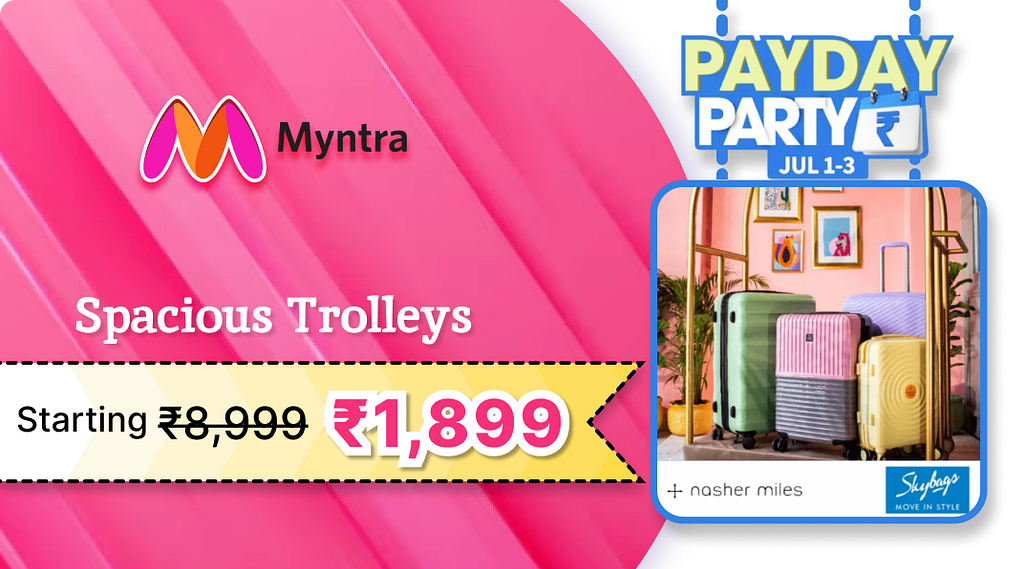 Myntra
Spacious Trolleys
Starting ₹8,999 ₹1,899
PAYDAY
PARTY ₹
JUL 1-3
nasher miles
Skybags
MOVE IN STYLE